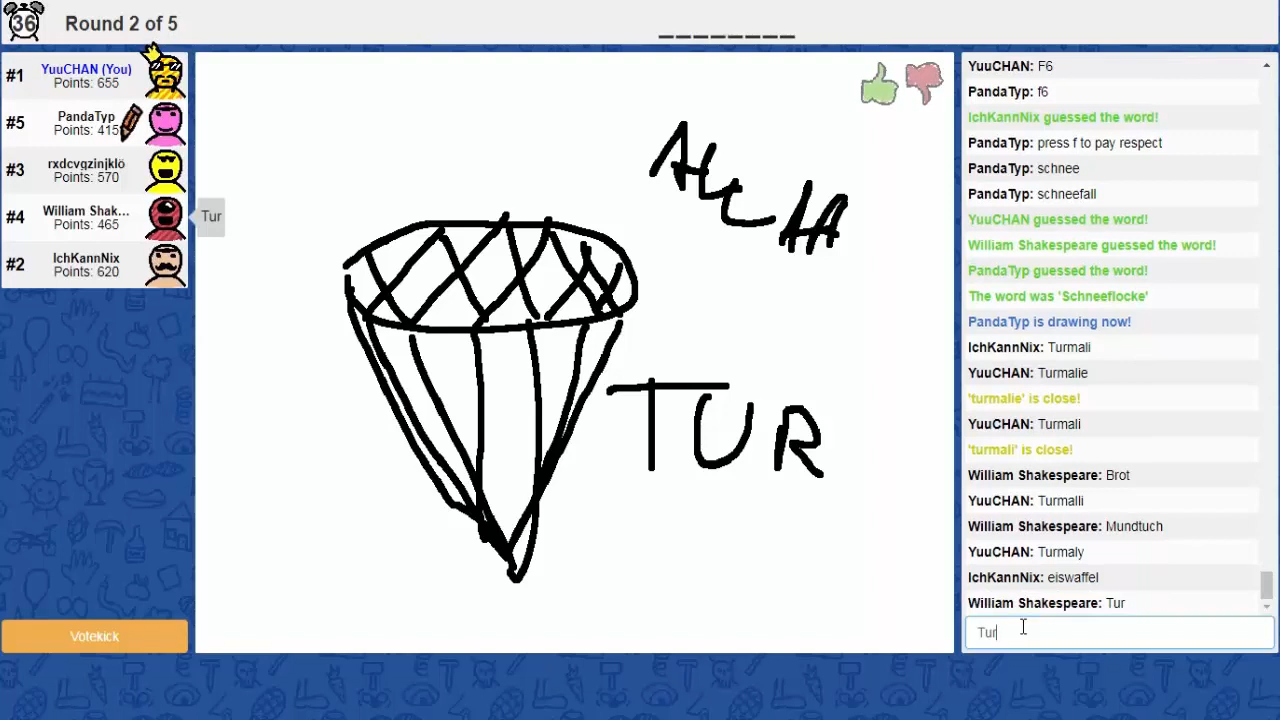 36
Round 2 of 5
________
#1
YuuCHAN (You)
Points: 655
#5
PandaTyp
Points: 415
#3
rxdcvgzinjklö
Points: 570
#4
William Shak...
Points: 465
Tur
#2
IchKannNix
Points: 620
Votekick
TUR
YuuCHAN: F6
PandaTyp: f6
IchKannNix guessed the word!
PandaTyp: press f to pay respect
PandaTyp: schnee
PandaTyp: schneefall
YuuCHAN guessed the word!
William Shakespeare guessed the word!
PandaTyp guessed the word!
The word was 'Schneeflocke'
PandaTyp is drawing now!
IchKannNix: Turmali
YuuCHAN: Turmalie
'turmalie' is close!
YuuCHAN: Turmali
'turmali' is close!
William Shakespeare: Brot
YuuCHAN: Turmalli
William Shakespeare: Mundtuch
YuuCHAN: Turmaly
IchKannNix: eiswaffel
William Shakespeare: Tur
Tur